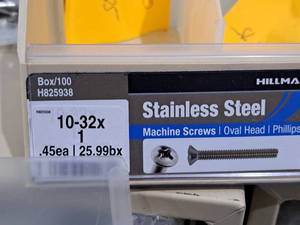 Box/100
H825938
HILLMA
10-32x
1
.45ea | 25.99bx
Stainless Steel
Machine Screws | Oval Head | Phillips